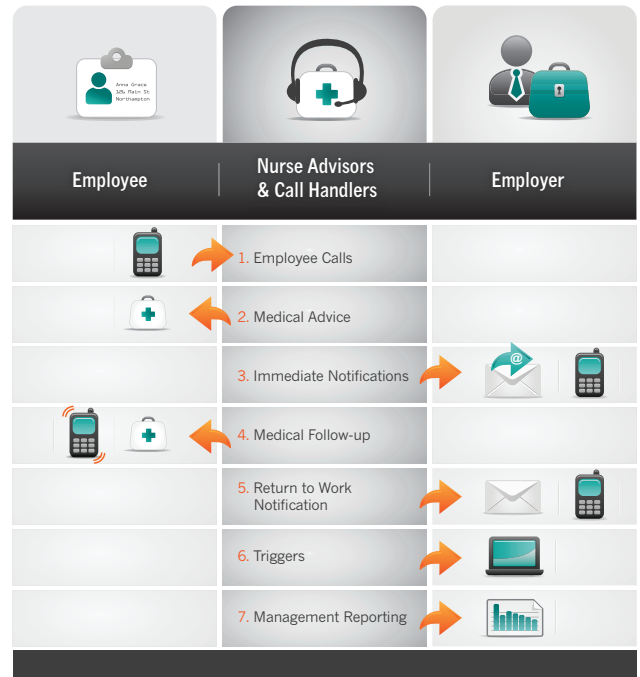 Anna Grace
126 Main St
Northampton
Employee
Nurse Advisors
& Call Handlers
Employer
1. Employee Calls
2. Medical Advice
3. Immediate Notifications
@
4. Medical Follow-up
5. Return to Work
Notification
6. Triggers
7. Management Reporting